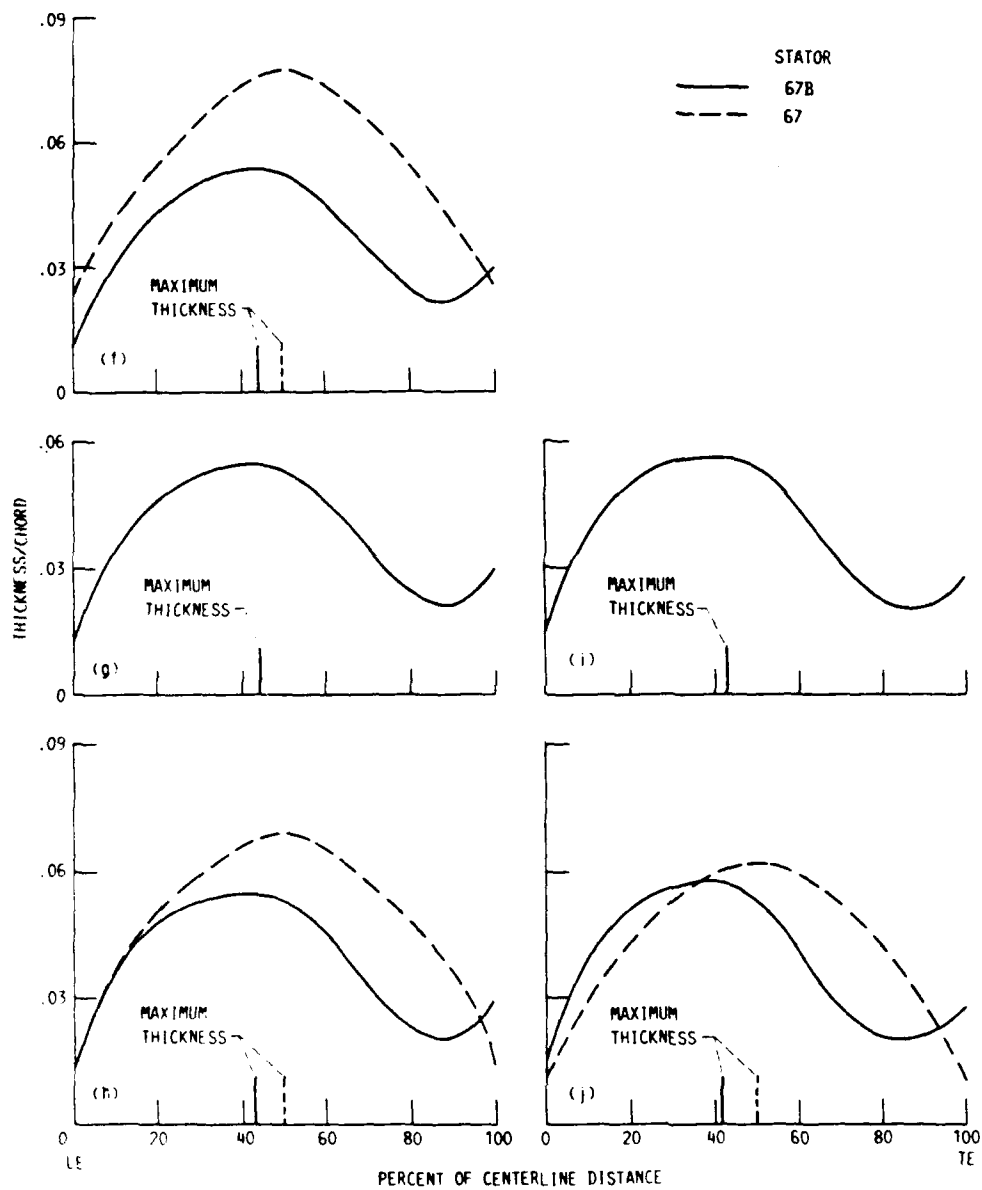 .09
STATOR
67B
67
.06
.03
MAXIMUM
THICKNESS
(f)
0
.06
THICKNESS/CHORD
.03
MAXIMUM
THICKNESS
(g)
0
MAXIMUM
THICKNESS
(i)
.09
.06
.03
MAXIMUM
THICKNESS
(h)
MAXIMUM
THICKNESS
(j)
0 20 40 60 80 100
LE
0 20 40 60 80 100
TE
PERCENT OF CENTERLINE DISTANCE